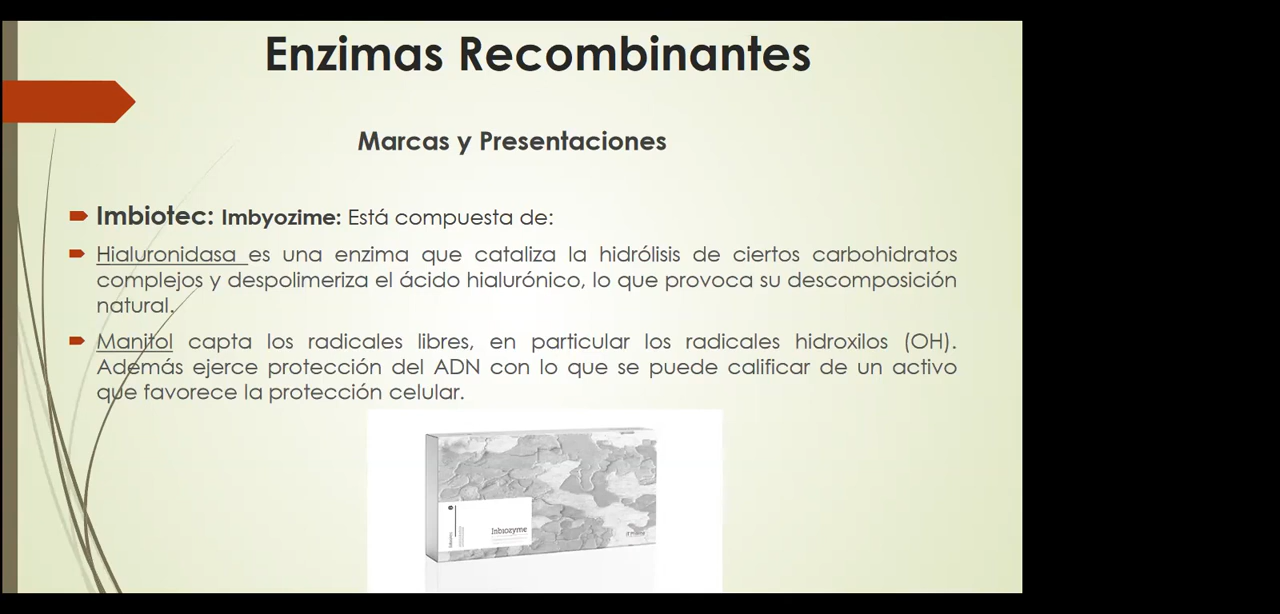 Enzimas Recombinantes
Marcas y Presentaciones
Imbiotec: Imbyozime: Está compuesta de:
Hialuronidasa es una enzima que cataliza la hidrólisis de ciertos carbohidratos
complejos y despolimeriza el ácido hialurónico, lo que provoca su descomposición
natural.
Manitol capta los radicales libres, en particular los radicales hidroxilos (OH).
Además ejerce protección del ADN con lo que se puede calificar de un activo
que favorece la protección celular.
Inbiozyme